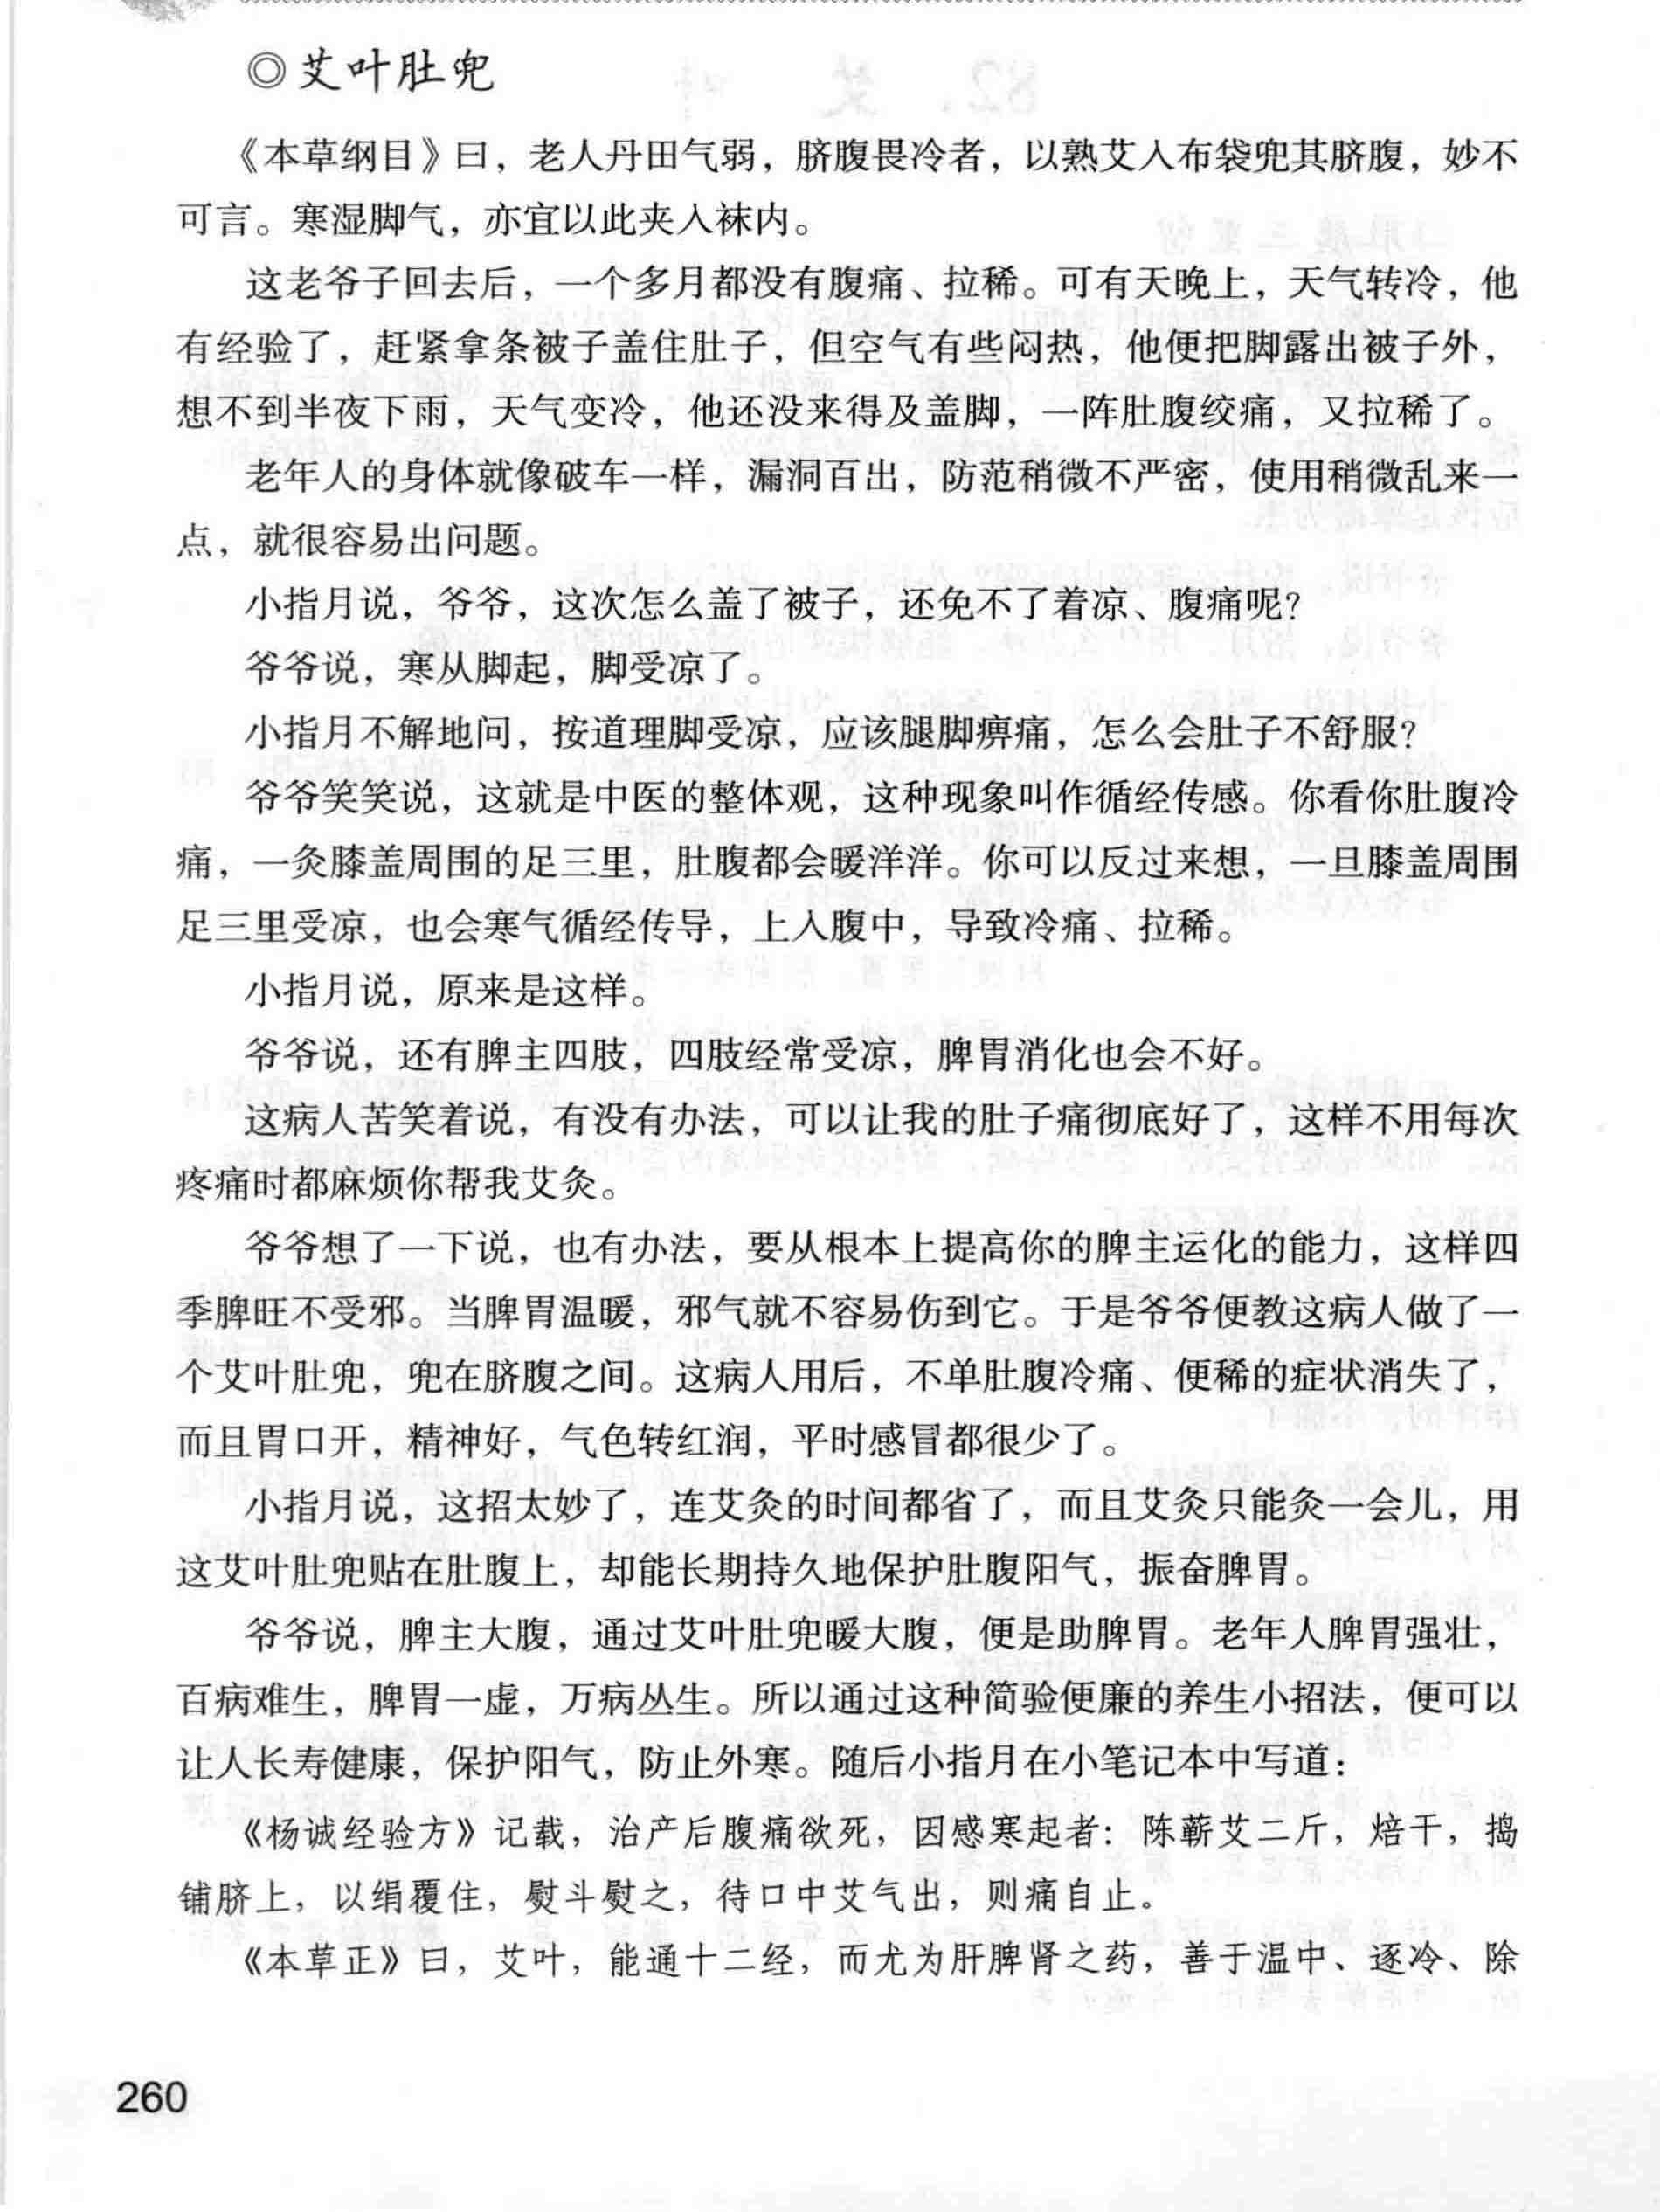 ◎艾叶肚兜
《本草纲目》曰，老人丹田气弱，脐腹畏冷者，以熟艾入布袋兜其脐腹，妙不
可言。寒湿脚气，亦宜以此夹入袜内。
这老爷子回去后，一个多月都没有腹痛、拉稀。可有天晚上，天气转冷，他
有经验了，赶紧拿条被子盖住肚子，但空气有些闷热，他便把脚露出被子外，
想不到半夜下雨，天气变冷，他还没来得及盖脚，一阵肚腹绞痛，又拉稀了。
老年人的身体就像破车一样，漏洞百出，防范稍微不严密，使用稍微乱来一
点，就很容易出问题。
小指月说，爷爷，这次怎么盖了被子，还免不了着凉、腹痛呢？
爷爷说，寒从脚起，脚受凉了。
小指月不解地问，按道理脚受凉，应该腿脚痹痛，怎么会肚子不舒服？
爷爷笑笑说，这就是中医的整体观，这种现象叫作循经传感。你看你肚腹冷
痛，一灸膝盖周围的足三里，肚腹都会暖洋洋。你可以反过来想，一旦膝盖周围
足三里受凉，也会寒气循经传导，上入腹中，导致冷痛、拉稀。
小指月说，原来是这样。
爷爷说，还有脾主四肢，四肢经常受凉，脾胃消化也会不好。
这病人苦笑着说，有没有办法，可以让我的肚子痛彻底好了，这样不用每次
疼痛时都麻烦你帮我艾灸。
爷爷想了一下说，也有办法，要从根本上提高你的脾主运化的能力，这样四
季脾旺不受邪。当脾胃温暖，邪气就不容易伤到它。于是爷爷便教这病人做了一
个艾叶肚兜，兜在脐腹之间。这病人用后，不单肚腹冷痛、便稀的症状消失了，
而且胃口开，精神好，气色转红润，平时感冒都很少了。
小指月说，这招太妙了，连艾灸的时间都省了，而且艾灸只能灸一会儿，用
这艾叶肚兜贴在肚腹上，却能长期持久地保护肚腹阳气，振奋脾胃。
爷爷说，脾主大腹，通过艾叶肚兜暖大腹，便是助脾胃。老年人脾胃强壮，
百病难生，脾胃一虚，万病丛生。所以通过这种简验便廉的养生小招法，便可以
让人长寿健康，保护阳气，防止外寒。随后小指月在小笔记本中写道：
《杨诚经验方》记载，治产后腹痛欲死，因感寒起者：陈蕲艾二斤，焙干，捣
铺脐上，以绢覆住，熨斗熨之，待口中艾气出，则痛自止。
《本草正》曰，艾叶，能通十二经，而尤为肝脾肾之药，善于温中、逐冷、除
260